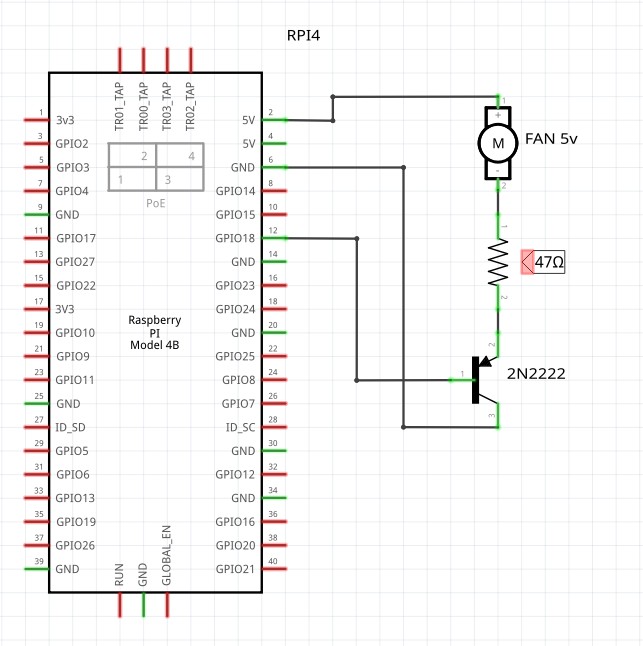 RPI4
TR01_TAP
TR00_TAP
TR03_TAP
TR02_TAP
2 4
1 3
PoE
1 3v3
3 GPIO2
5 GPIO3
7 GPIO4
9 GND
11 GPIO17
13 GPIO27
15 GPIO22
17 3V3
19 GPIO10
21 GPIO9
23 GPIO11
25 GND
27 ID_SD
29 GPIO5
31 GPIO6
33 GPIO13
35 GPIO19
37 GPIO26
39 GND
Raspberry
PI
Model 4B
5V 2
5V 4
GND 6
GPIO14 8
GPIO15 10
GPIO18 12
GND 14
GPIO23 16
GPIO24 18
GND 20
GPIO25 22
GPIO8 24
GPIO7 26
ID_SC 28
GND 30
GPIO12 32
GND 34
GPIO16 36
GPIO20 38
GPIO21 40
RUN
GND
GLOBAL_EN
1
+
M
-
2
FAN 5v
1
47Ω
2
2
1
3
2N2222